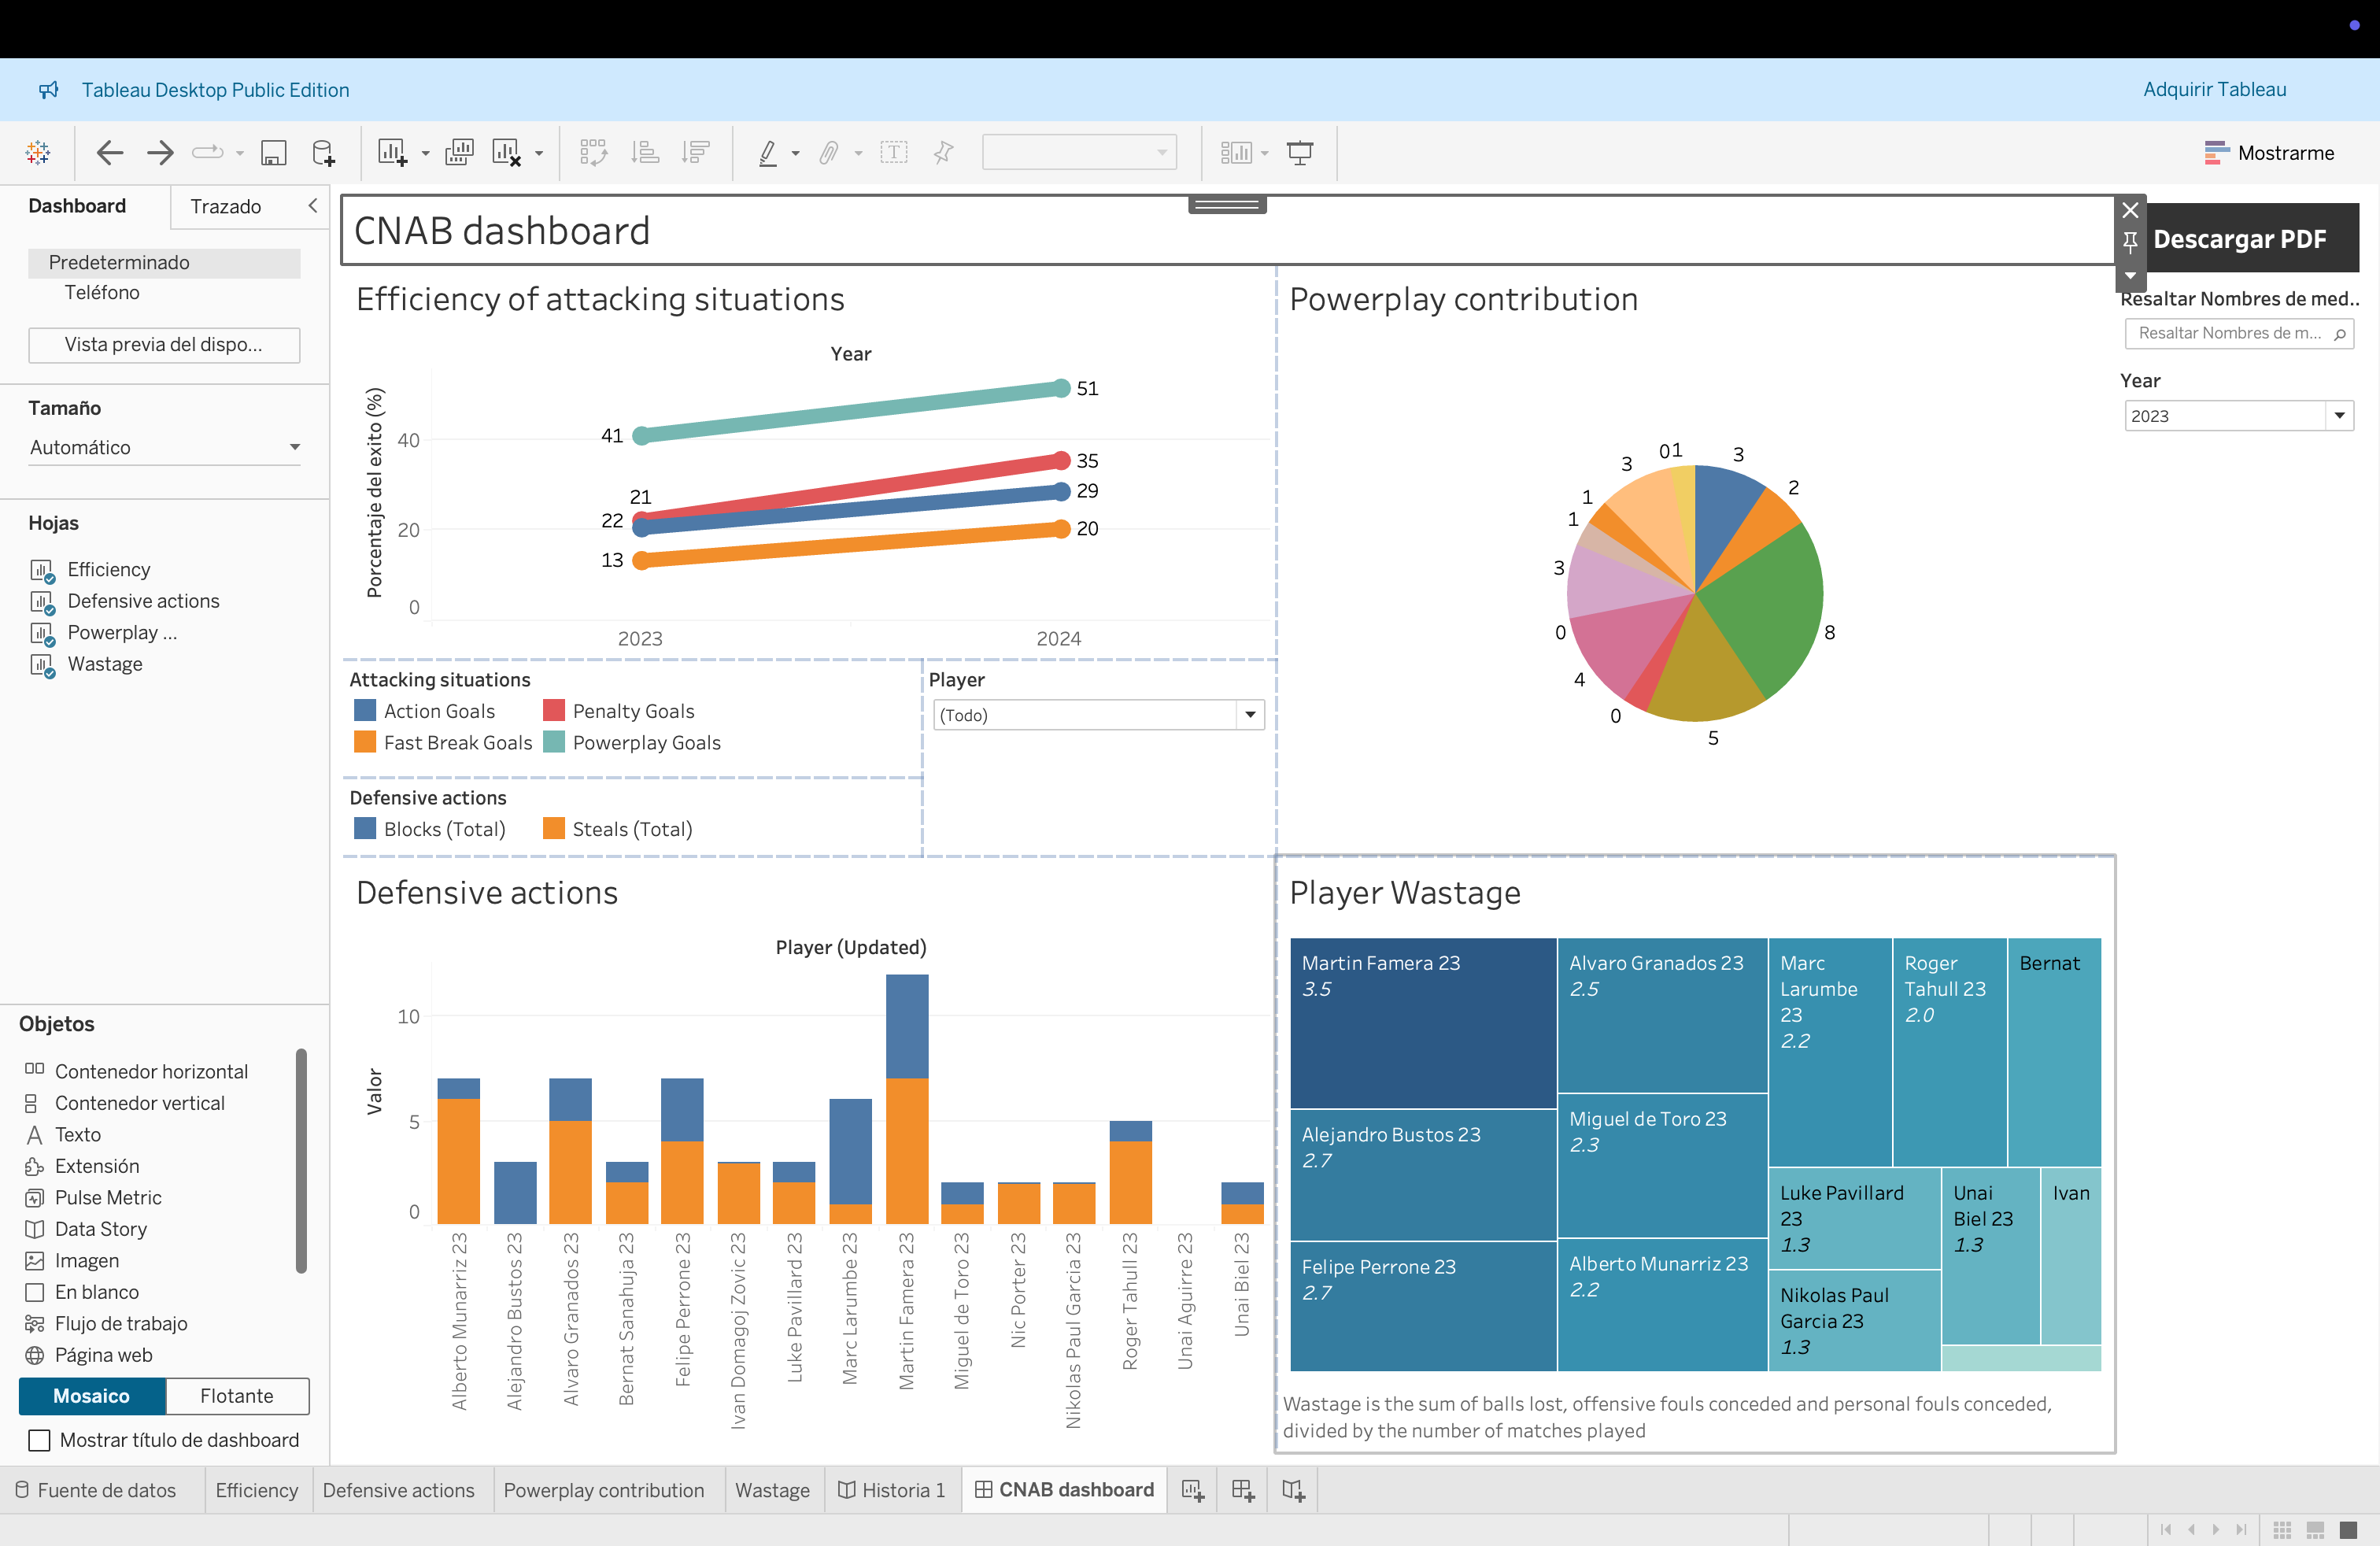 Tableau Desktop Public Edition
Adquirir Tableau
Mostrarme
Dashboard
Trazado
Predeterminado
Teléfono
Vista previa del dispo...
Tamaño
Automático
Hojas
Efficiency
Defensive actions
Powerplay ...
Wastage
Objetos
Contenedor horizontal
Contenedor vertical
Texto
Extensión
Pulse Metric
Data Story
Imagen
En blanco
Flujo de trabajo
Página web
Mosaico
Flotante
Mostrar título de dashboard
CNAB dashboard
Descargar PDF
Efficiency of attacking situations
Year
Porcentaje del exito (%)
40
20
0
41
21
22
13
51
35
29
20
2023
2024
Attacking situations
Action Goals
Penalty Goals
Fast Break Goals
Powerplay Goals
Defensive actions
Blocks (Total)
Steals (Total)
Player
(Todo)
Powerplay contribution
3
2
8
5
0
4
0
3
1
1
3
0
1
Resaltar Nombres de med..
Resaltar Nombres de m...
Year
2023
Defensive actions
Player (Updated)
Valor
10
5
0
Alberto Munarriz 23
Alejandro Bustos 23
Alvaro Granados 23
Bernat Sanahuja 23
Felipe Perrone 23
Ivan Domagoj Zovic 23
Luke Pavillard 23
Marc Larumbe 23
Martin Famera 23
Miguel de Toro 23
Nic Porter 23
Nikolas Paul Garcia 23
Roger Tahull 23
Unai Aguirre 23
Unai Biel 23
Player Wastage
Martin Famera 23
3.5
Alejandro Bustos 23
2.7
Felipe Perrone 23
2.7
Alvaro Granados 23
2.5
Miguel de Toro 23
2.3
Alberto Munarriz 23
2.2
Marc
Larumbe
23
2.2
Roger
Tahull 23
2.0
Bernat
Luke Pavillard
23
1.3
Nikolas Paul
Garcia 23
1.3
Unai
Biel 23
1.3
Ivan
Wastage is the sum of balls lost, offensive fouls conceded and personal fouls conceded,
divided by the number of matches played
Fuente de datos
Efficiency
Defensive actions
Powerplay contribution
Wastage
Historia 1
CNAB dashboard